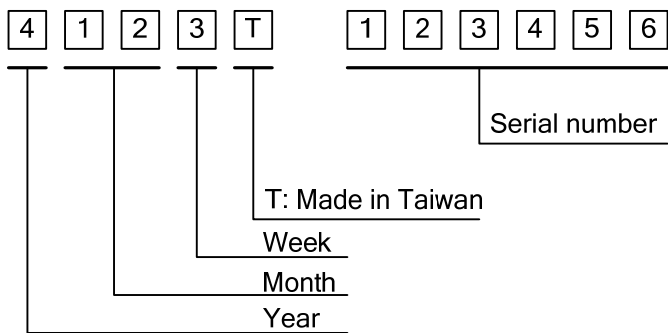 4 1 2 3 T 1 2 3 4 5 6
Serial number
T: Made in Taiwan
Week
Month
Year